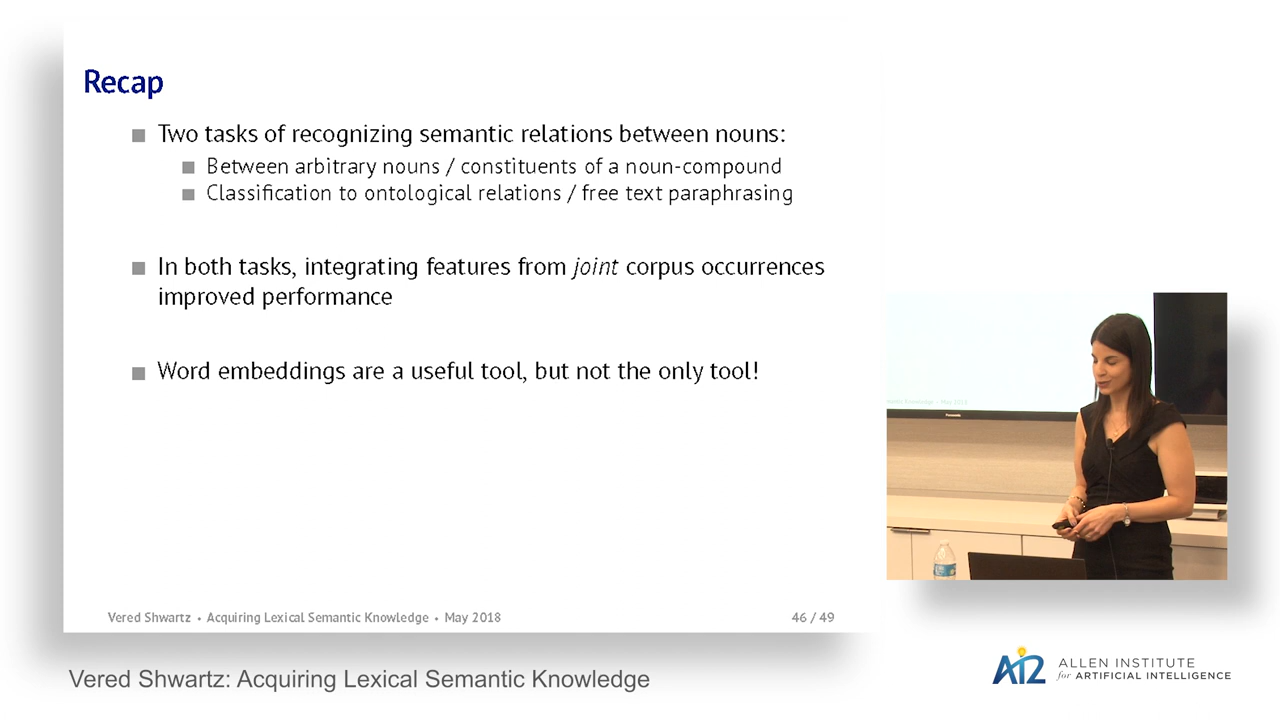 Recap
Two tasks of recognizing semantic relations between nouns:
Between arbitrary nouns / constituents of a noun-compound
Classification to ontological relations / free text paraphrasing
In both tasks, integrating features from joint corpus occurrences
improved performance
Word embeddings are a useful tool, but not the only tool!
Vered Shwartz • Acquiring Lexical Semantic Knowledge • May 2018
46 / 49
Vered Shwartz: Acquiring Lexical Semantic Knowledge
AI2
ALLEN INSTITUTE
for ARTIFICIAL INTELLIGENCE